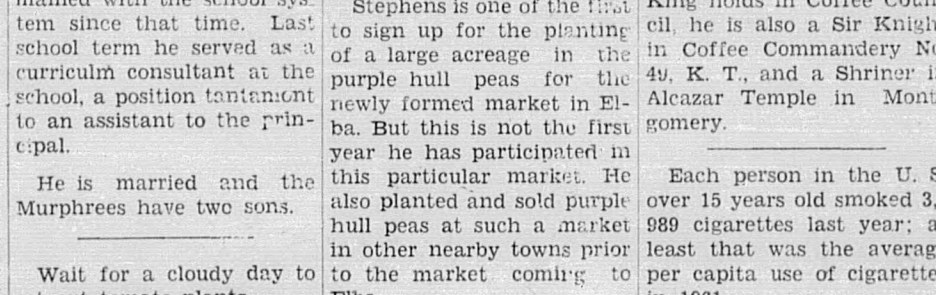 tem since that time. Last
school term he served as a
curriculm consultant at the
school, a position tantamont
to an assistant to the prin-
cipal.
He is married and the
Murphrees have two sons.
Wait for a cloudy day to
Stephens is one of the first
to sign up for the planting
of a large acreage in the
purple hull peas for the
newly formed market in El-
ba. But this is not the first
year he has participated in
this particular market. He
also planted and sold purple
hull peas at such a market
in other nearby towns prior
to the market coming to
King holds in Coffee
cil, he is also a Sir
in Coffee Commandery
49, K. T., and a Shriner
Alcazar Temple in Mont
gomery.
Each person in the U.
over 15 years old smoked 3,
989 cigarettes last year;
least that was the
per capita use of